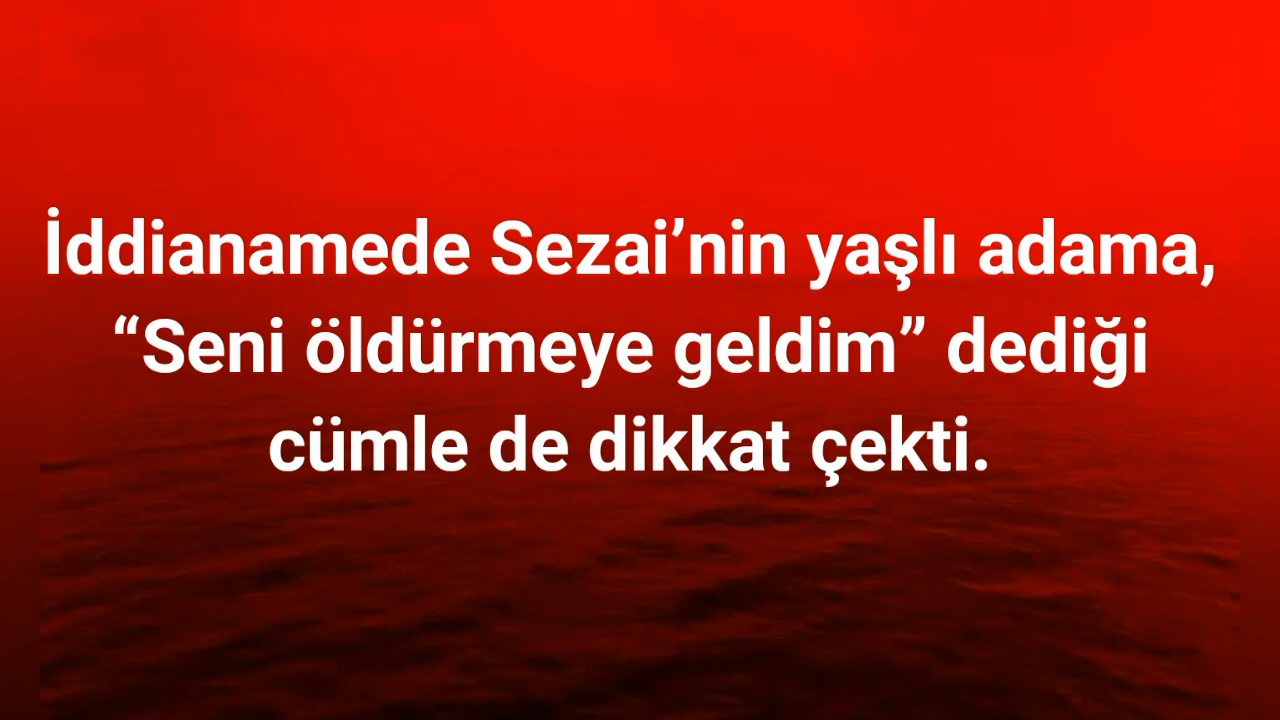 İddianamede Sezai’nin yaşlı adama,
“Seni öldürmeye geldim” dediği
cümle de dikkat çekti.